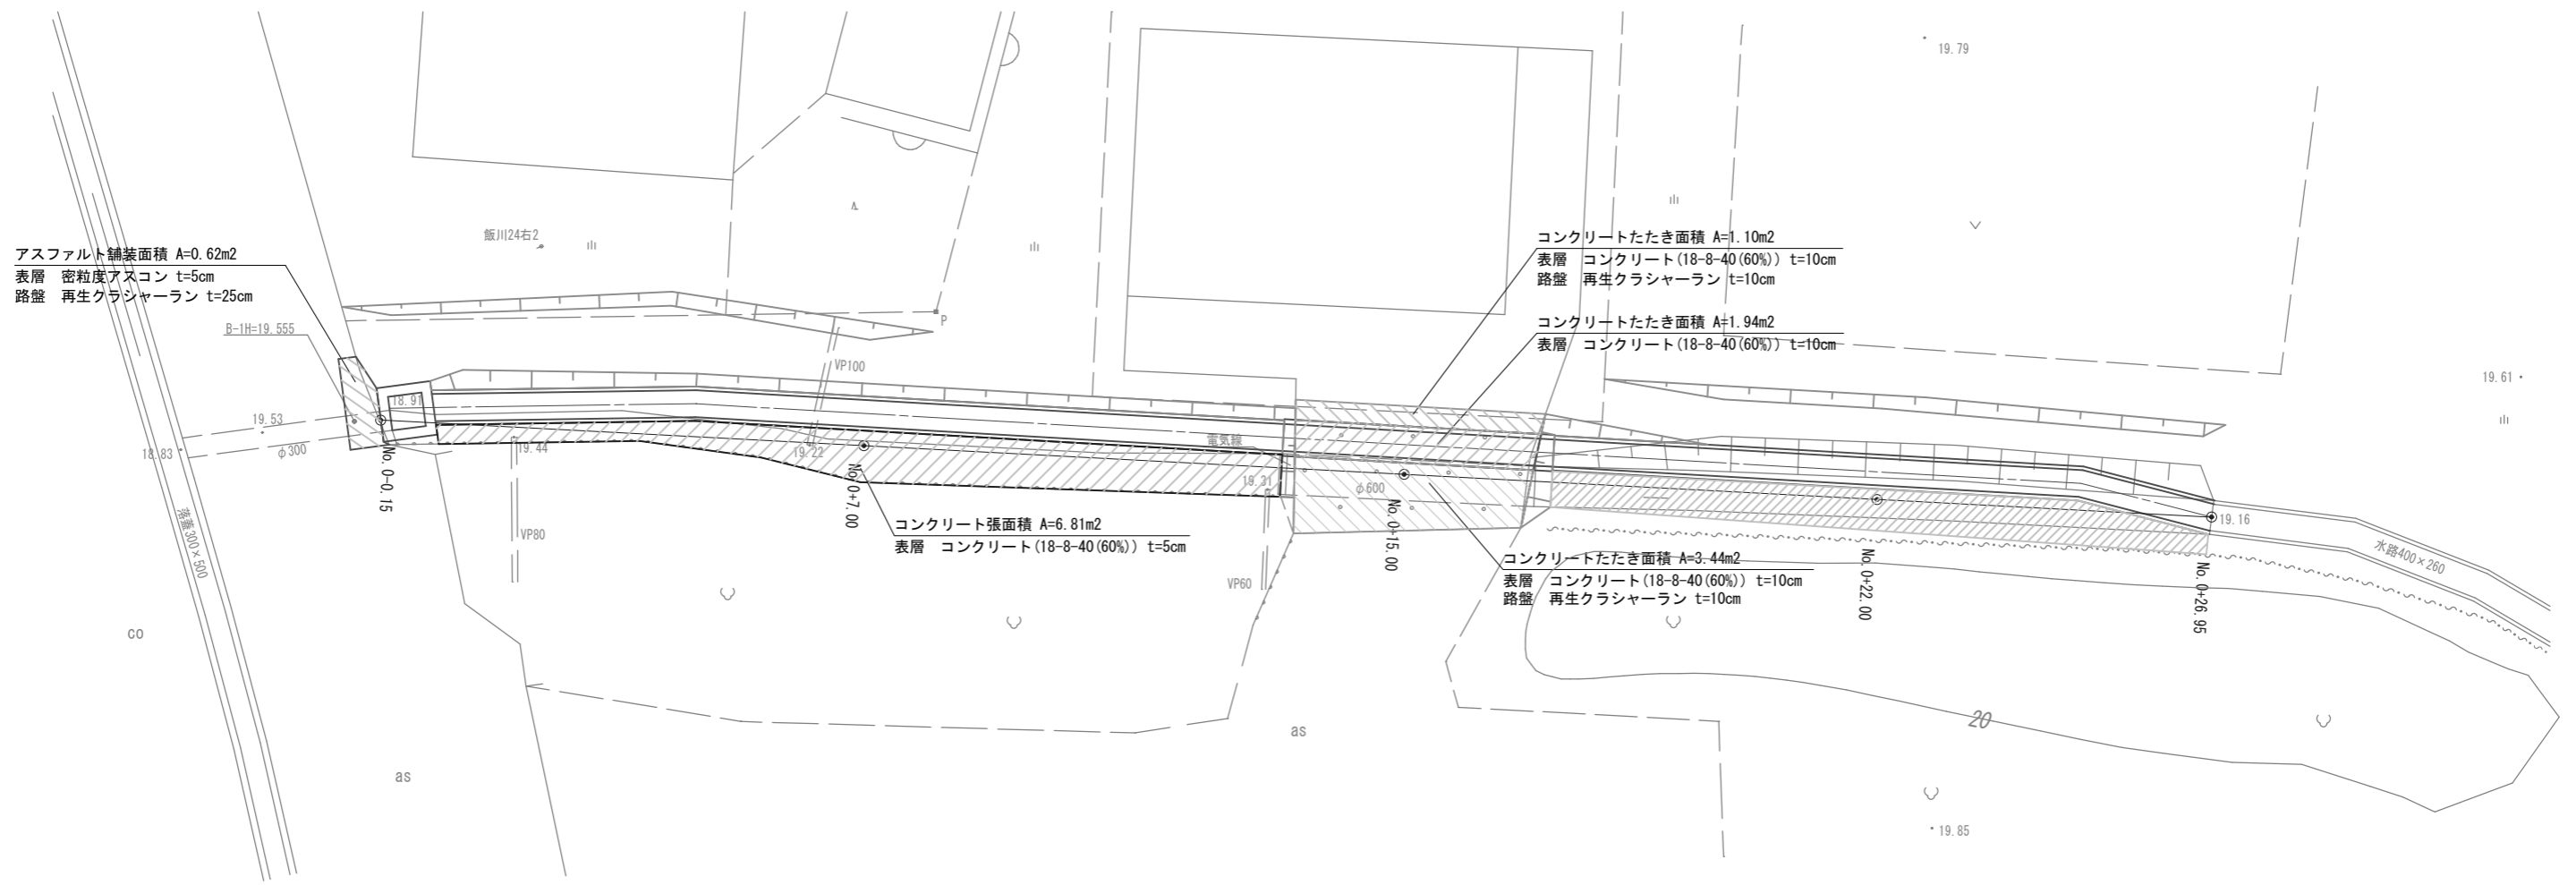 19.79
飯川24右2
アスファルト舗装面積 A=0.62m2
表層　密粒度アスコン t=5cm
路盤　再生クラシャーラン t=25cm
コンクリートたたき面積 A=1.10m2
表層　コンクリート(18-8-40(60%)) t=10cm
路盤　再生クラシャーラン t=10cm
B-1H=19.555
P
コンクリートたたき面積 A=1.94m2
表層　コンクリート(18-8-40(60%)) t=10cm
VP100
19.61
18.91
19.53
18.83
φ300
No.0-0.15
19.44
19.22
No.0+7.00
電気線
19.31
φ600
No.0+15.00
落蓋300×500
VP80
コンクリート張面積 A=6.81m2
表層　コンクリート(18-8-40(60%)) t=5cm
VP60
コンクリートたたき面積 A=3.44m2
表層　コンクリート(18-8-40(60%)) t=10cm
路盤　再生クラシャーラン t=10cm
No.0+22.00
19.16
No.0+26.95
水路400×260
co
as
as
20
19.85